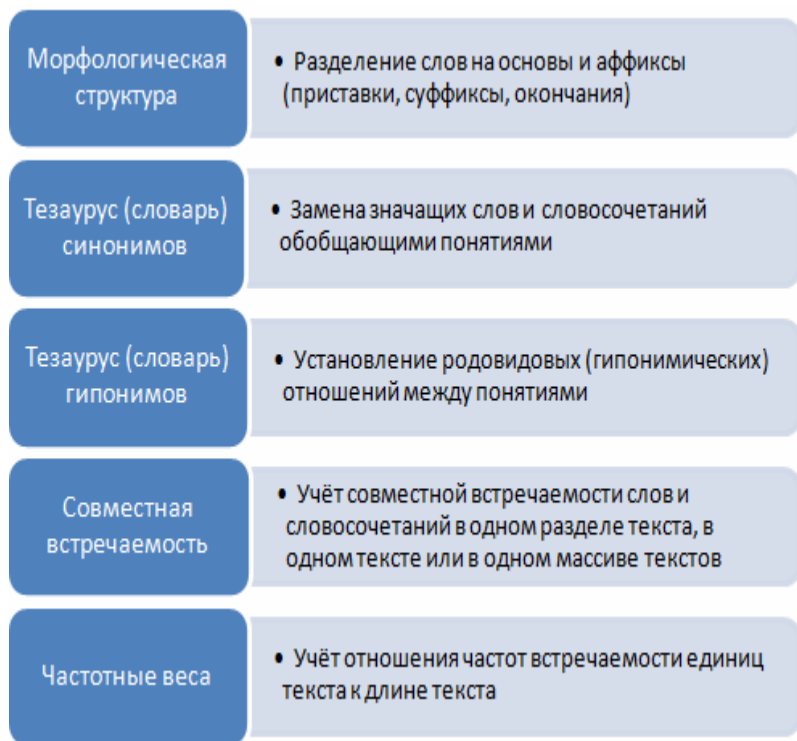 Морфологическая
структура
• Разделение слов на основы и аффиксы
(приставки, суффиксы, окончания)
Тезаурус (словарь)
синонимов
• Замена значащих слов и словосочетаний
обобщающими понятиями
Тезаурус (словарь)
гипонимов
• Установление родовидовых (гипонимических)
отношений между понятиями
Совместная
встречаемость
• Учёт совместной встречаемости слов и
словосочетаний в одном разделе текста, в
одном тексте или в одном массиве текстов
Частотные веса
• Учёт отношения частот встречаемости единиц
текста к длине текста